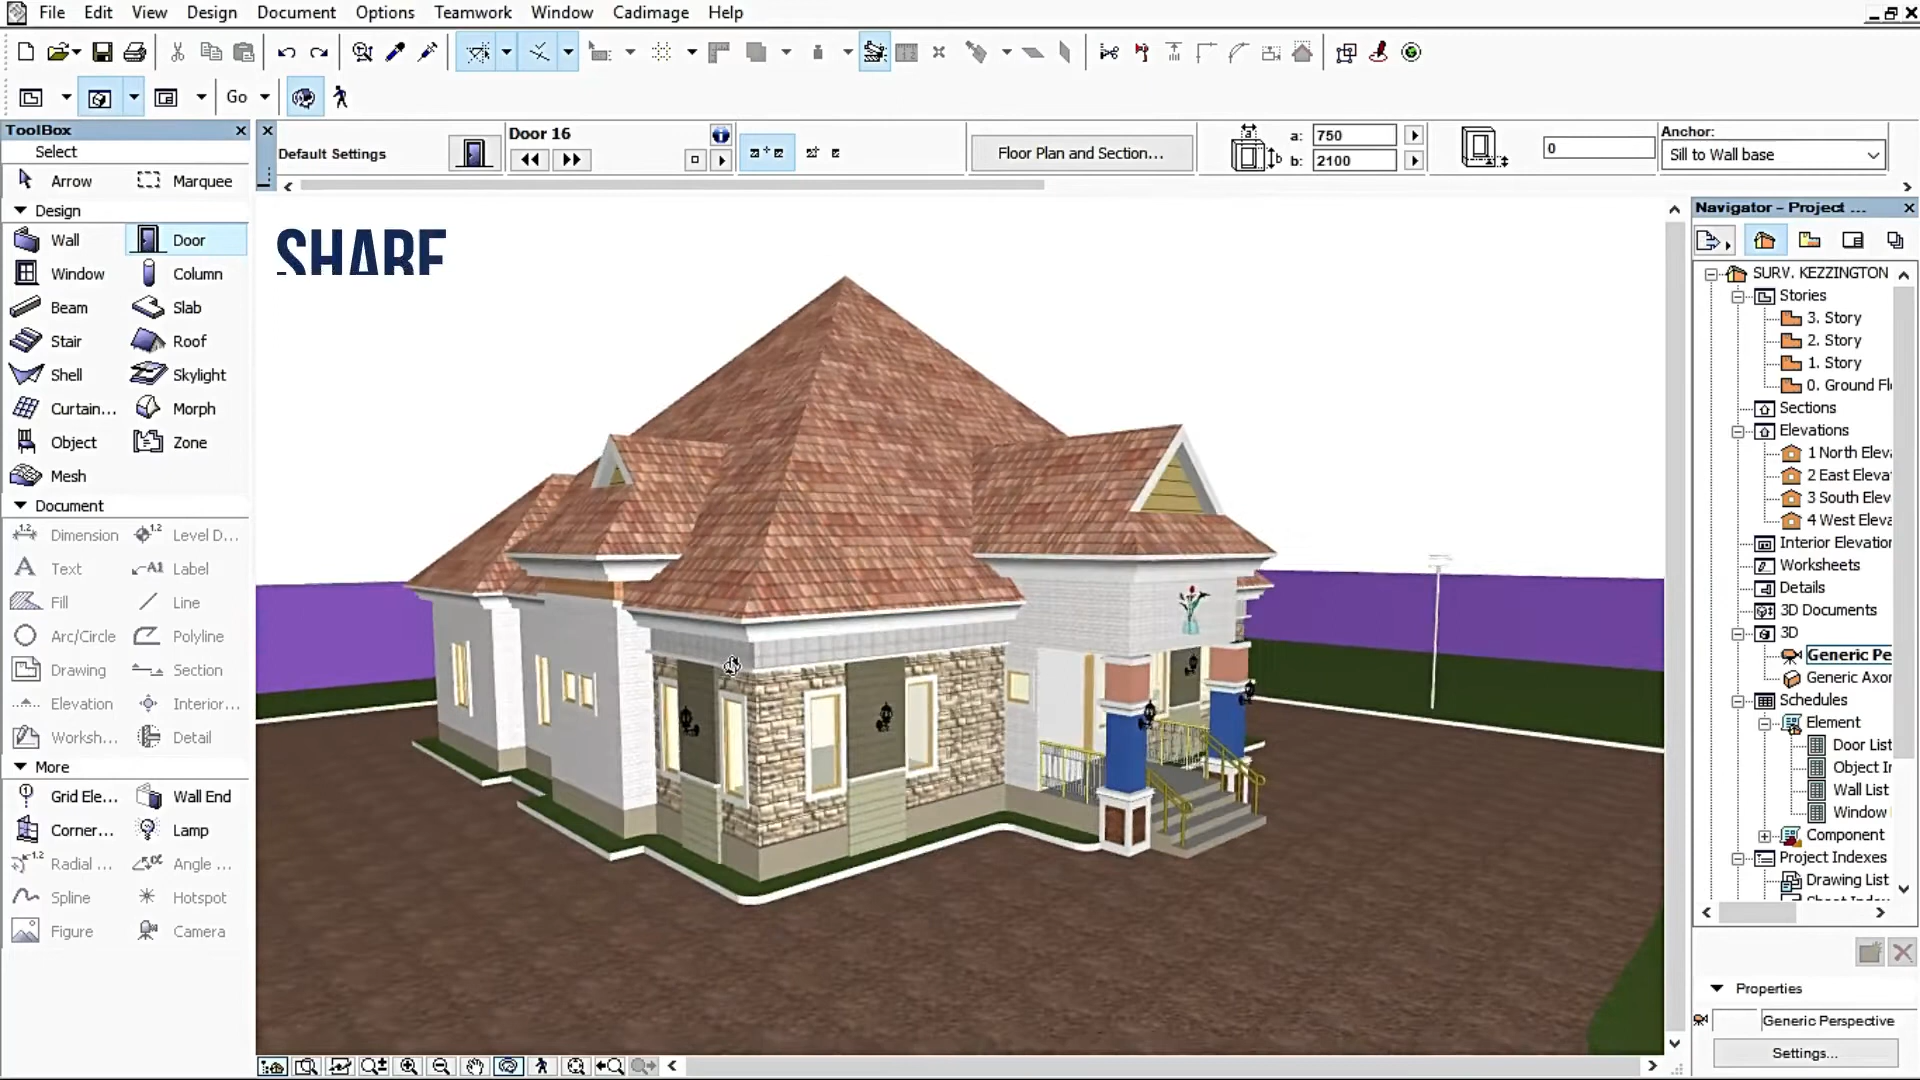 File Edit View Design Document Options Teamwork Window Cadimage Help
Go
ToolBox
Select
Arrow Marquee
Design
Wall Door
Window Column
Beam Slab
Stair Roof
Shell Skylight
Curtain... Morph
Object Zone
Mesh
Document
Dimension Level D...
Text Label
Fill Line
Arc/Circle Polyline
Drawing Section
Elevation Interior...
Worksh... Detail
More
Grid Ele... Wall End
Corner... Lamp
Radial ... Angle ...
Spline Hotspot
Figure Camera
Default Settings
Door 16
Floor Plan and Section...
a: 750
b: 2100
0
Anchor:
Sill to Wall base
SHARE
Navigator - Project ...
SURV. KEZZINGTON
Stories
3. Story
2. Story
1. Story
0. Ground Fl
Sections
Elevations
1 North Eleva
2 East Eleva
3 South Elev
4 West Eleva
Interior Elevation
Worksheets
Details
3D Documents
3D
Generic Pe
Generic Axon
Schedules
Element
Door List
Object In
Wall List
Window
Component
Project Indexes
Drawing List
Properties
Generic Perspective
Settings...